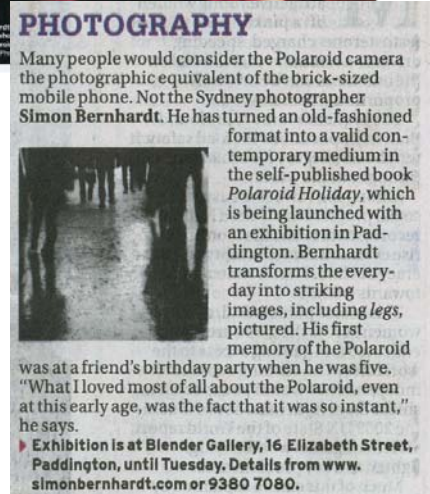 PHOTOGRAPHY
Many people would consider the Polaroid camera
the photographic equivalent of the brick-sized
mobile phone. Not the Sydney photographer
Simon Bernhardt. He has turned an old-fashioned
format into a valid con-
temporary medium in
the self-published book
Polaroid Holiday, which
is being launched with
an exhibition in Pad-
dington. Bernhardt
transforms the every-
day into striking
images, including legs,
pictured. His first
memory of the Polaroid
was at a friend's birthday party when he was five.
"What I loved most of all about the Polaroid, even
at this early age, was the fact that it was so instant,"
he says.
Exhibition is at Blender Gallery, 16 Elizabeth Street,
Paddington, until Tuesday. Details from www.
simonbernhardt.com or 9380 7080.